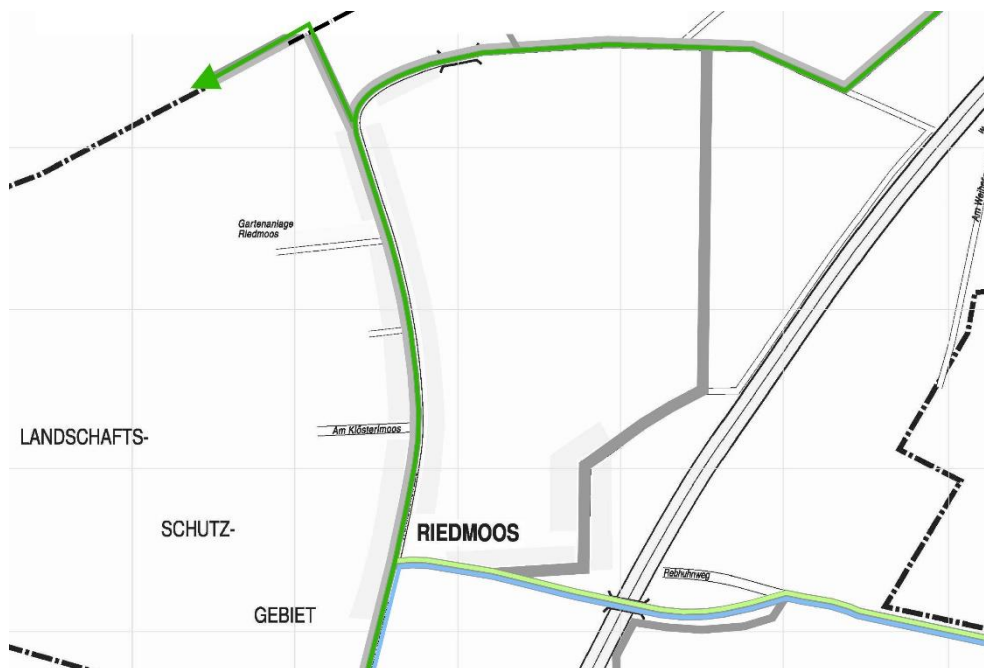 Gartenanlage
Riedmoos
Am Klösterlmoos
LANDSCHAFTS-
SCHUTZ-
RIEDMOOS
Rebhuhnweg
GEBIET